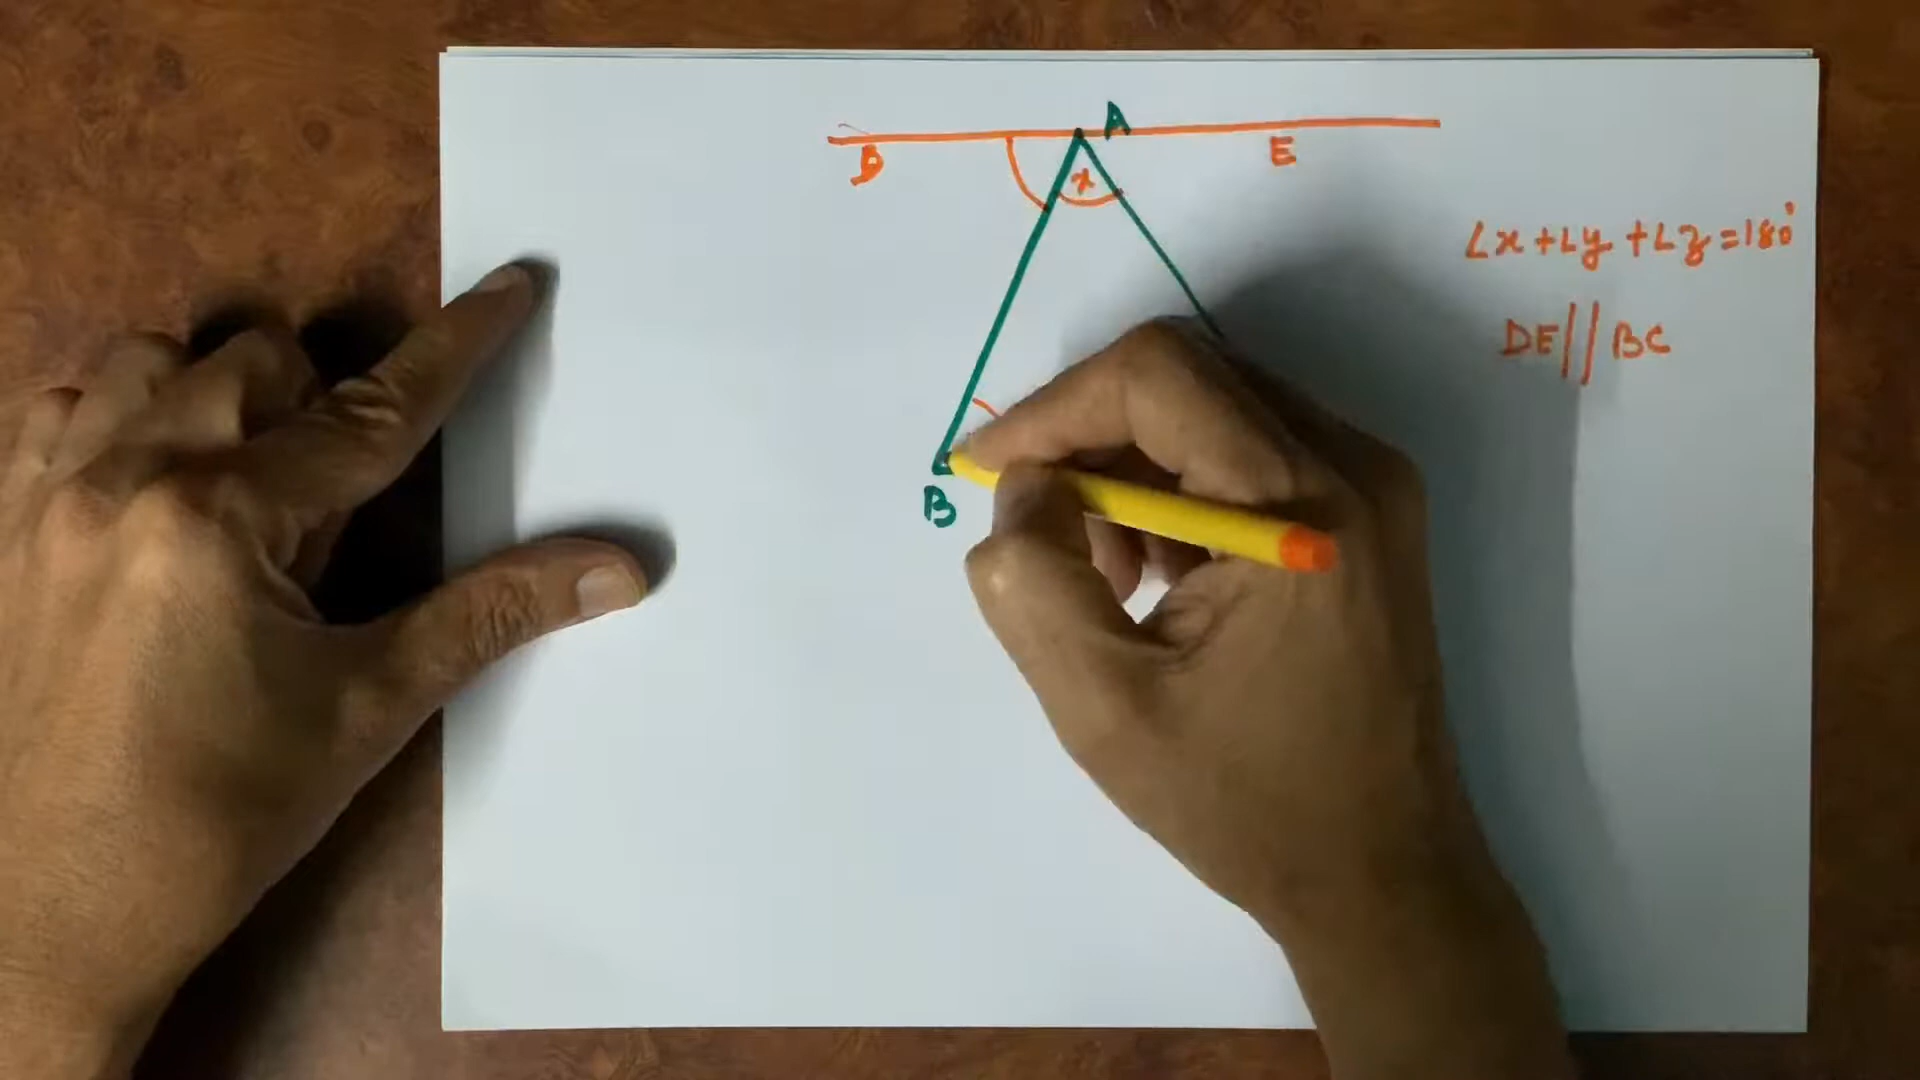 A
D E
x
∠x+∠y+∠z=180°
DE//BC
B